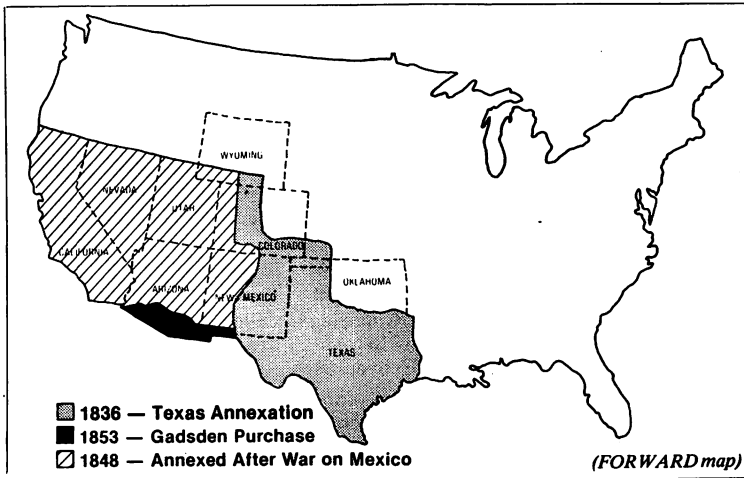 WYOMING
NEVADA
UTAH
COLORADO
CALIFORNIA
ARIZONA
NEW MEXICO
OKLAHOMA
TEXAS
1836 — Texas Annexation
1853 — Gadsden Purchase
1848 — Annexed After War on Mexico
(FORWARD map)